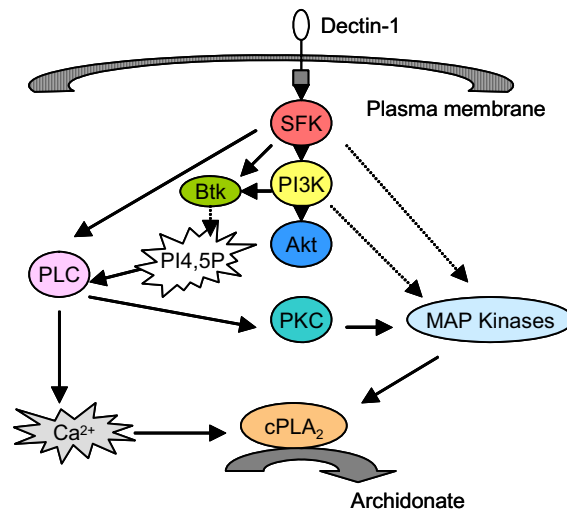 Dectin-1
Plasma membrane
SFK
PI3K
Btk
Akt
PI4,5P
PLC
PKC
MAP Kinases
Ca²⁺
cPLA₂
Archidonate